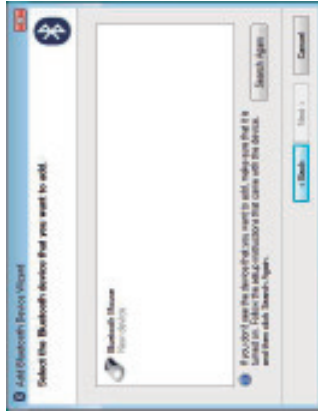 Add Bluetooth Device Wizard
Select the Bluetooth device that you want to add.
Bluetooth Mouse
New device
If you don't see the device that you want to add, make sure that it is
turned on. Follow the setup instructions that came with the device,
and then click Search Again.
Search Again
< Back
Next >
Cancel